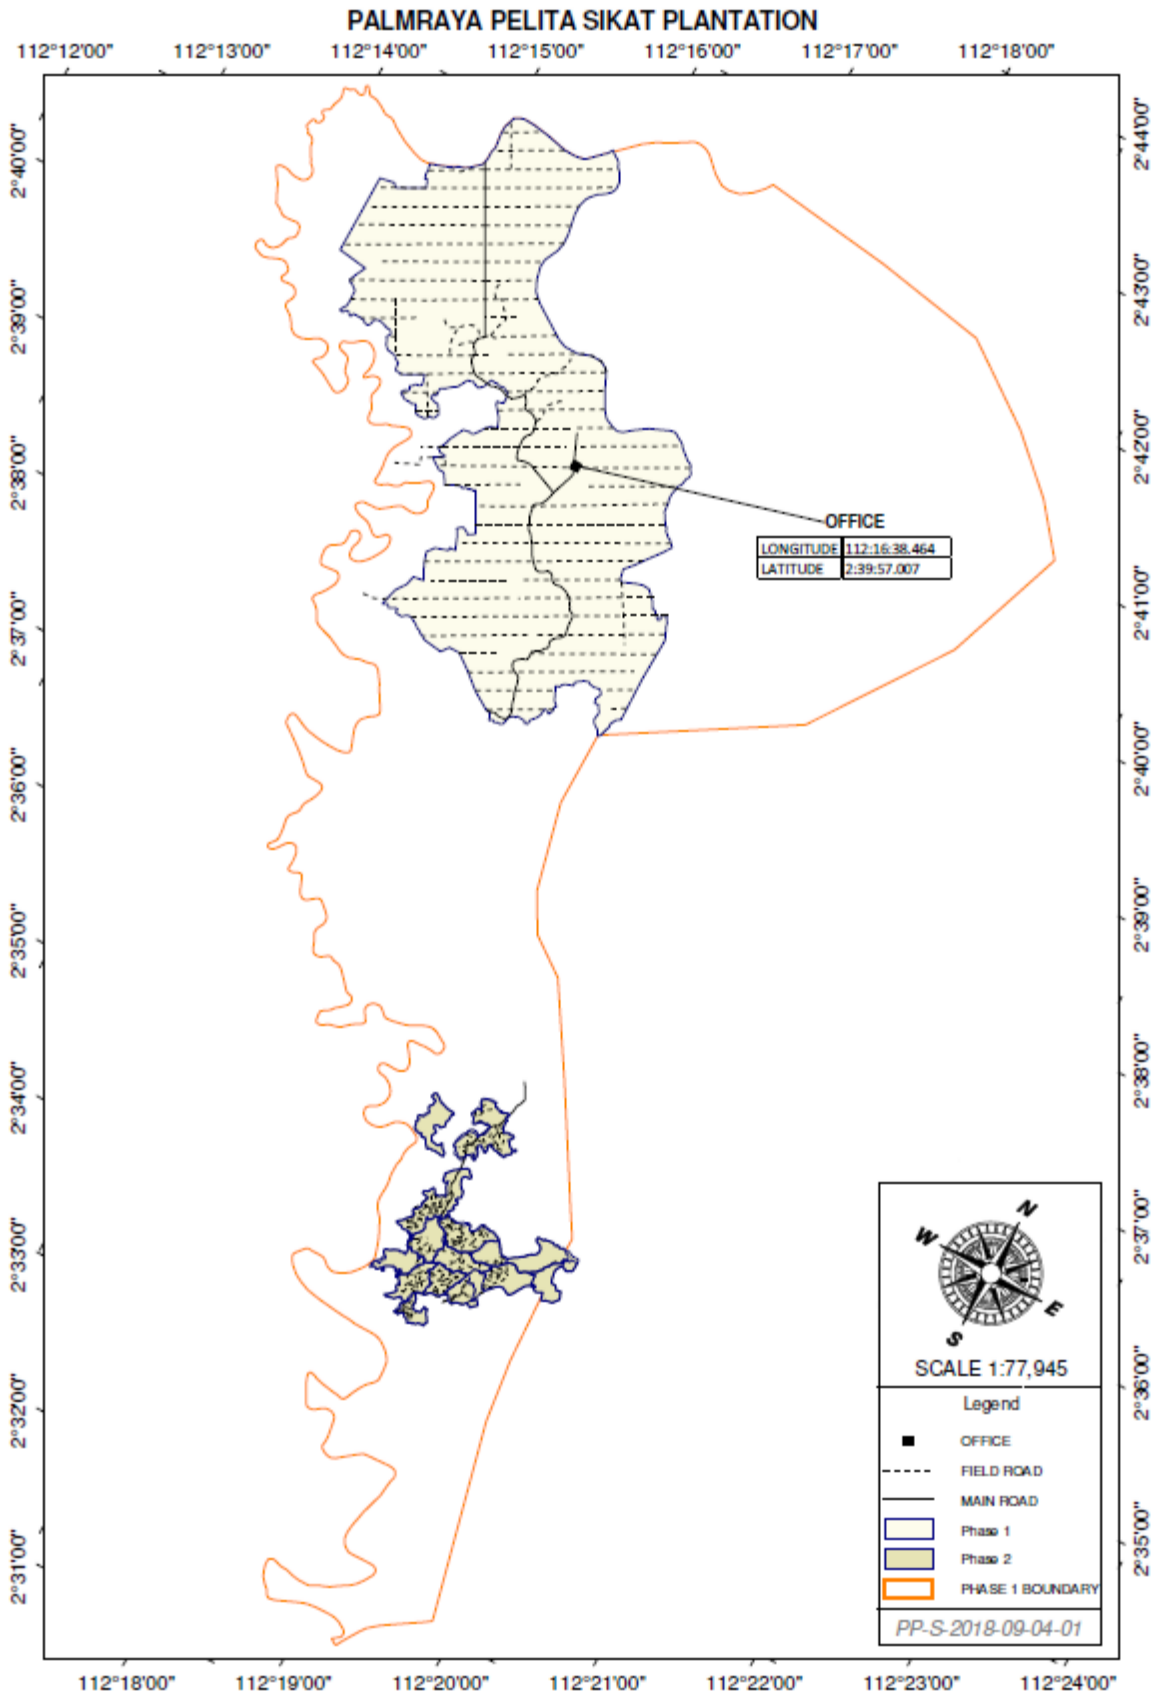 PALMRAYA PELITA SIKAT PLANTATION
112°12'00" 112°13'00" 112°14'00" 112°15'00" 112°16'00" 112°17'00" 112°18'00"
2°40'00"
2°39'00"
2°38'00"
2°37'00"
2°36'00"
2°35'00"
2°34'00"
2°33'00"
2°32'00"
2°31'00"
2°44'00"
2°43'00"
2°42'00"
2°41'00"
2°40'00"
2°39'00"
2°38'00"
2°37'00"
2°36'00"
2°35'00"
OFFICE
LONGITUDE 112:16:38.464
LATITUDE 2:39:57.007
N
W
E
S
SCALE 1:77,945
Legend
OFFICE
FIELD ROAD
MAIN ROAD
Phase 1
Phase 2
PHASE 1 BOUNDARY
PP-S-2018-09-04-01
112°18'00" 112°19'00" 112°20'00" 112°21'00" 112°22'00" 112°23'00" 112°24'00"